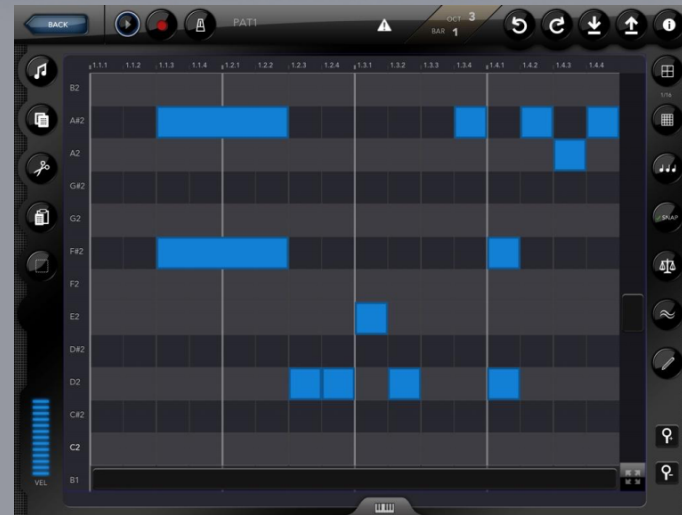 BACK
PAT1
OCT 3
BAR 1
1.1.1 1.1.2 1.1.3 1.1.4 1.2.1 1.2.2 1.2.3 1.2.4 1.3.1 1.3.2 1.3.3 1.3.4 1.4.1 1.4.2 1.4.3 1.4.4
B2
1/16
A#2
A2
G#2
G2
SNAP
F#2
F2
E2
D#2
D2
C#2
C2
B1
VEL